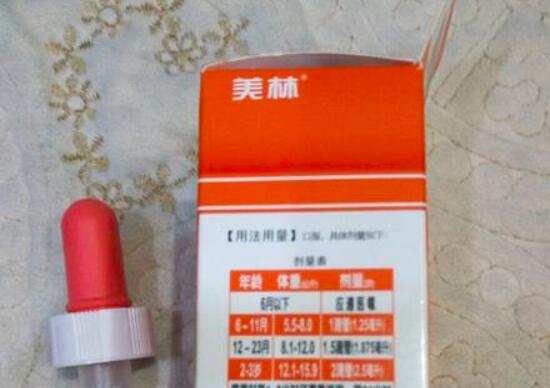 美林®
【用法用量】口服，具体剂量如下：
剂量表
年龄 体重(公斤) 剂量(次)
6月以下 应遵医嘱
6-11月 5.5-8.0 1滴管(1.25毫升)
12-23月 8.1-12.0 1.5滴管(1.875毫升)
2-3岁 12.1-15.9 2滴管(2.5毫升)